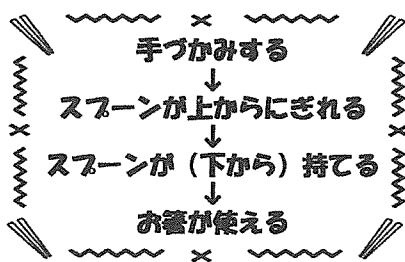 手づかみする
↓
スプーンが上からにぎれる
↓
スプーンが（下から）持てる
↓
お箸が使える